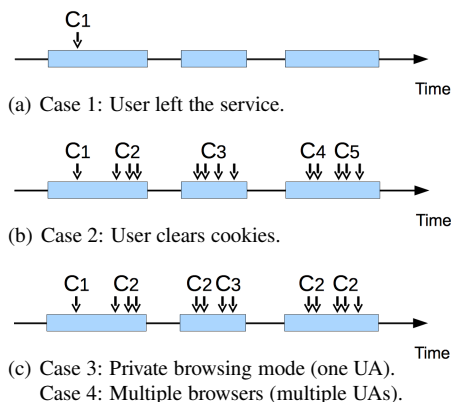 C1
Time
(a) Case 1: User left the service.
C1 C2 C3 C4 C5
Time
(b) Case 2: User clears cookies.
C1 C2 C2 C3 C2 C2
Time
(c) Case 3: Private browsing mode (one UA).
Case 4: Multiple browsers (multiple UAs).